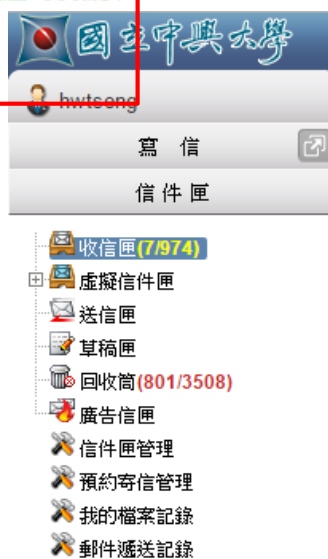 國立中興大學
hwtseng
寫 信
信件匣
收信匣(7/974)
虛擬信件匣
送信匣
草稿匣
回收筒(801/3508)
廣告信匣
信件匣管理
預約寄信管理
我的檔案記錄
郵件遞送記錄